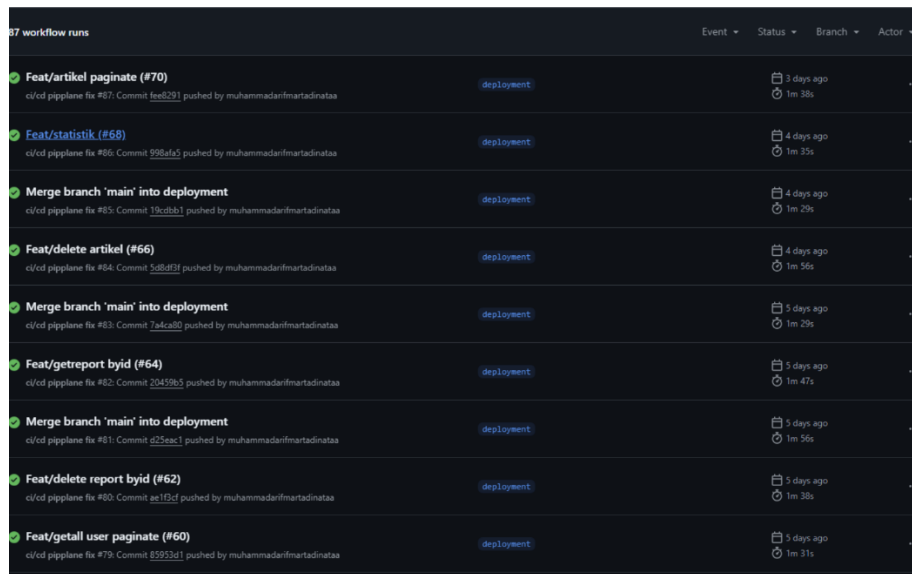 87 workflow runs
Event Status Branch Actor
Feat/artikel paginate (#70)
deployment
3 days ago
ci/cd pipplane fix #87: Commit fee8291 pushed by muhammadarifmartadinataa
1m 38s
Feat/statistik (#68)
deployment
4 days ago
ci/cd pipplane fix #86: Commit 998afa5 pushed by muhammadarifmartadinataa
1m 35s
Merge branch 'main' into deployment
deployment
4 days ago
ci/cd pipplane fix #85: Commit 19cdbb1 pushed by muhammadarifmartadinataa
1m 29s
Feat/delete artikel (#66)
deployment
4 days ago
ci/cd pipplane fix #84: Commit 5d8df3f pushed by muhammadarifmartadinataa
1m 56s
Merge branch 'main' into deployment
deployment
5 days ago
ci/cd pipplane fix #83: Commit 7a4ca80 pushed by muhammadarifmartadinataa
1m 29s
Feat/getreport byid (#64)
deployment
5 days ago
ci/cd pipplane fix #82: Commit 20459b5 pushed by muhammadarifmartadinataa
1m 47s
Merge branch 'main' into deployment
deployment
5 days ago
ci/cd pipplane fix #81: Commit d25eac1 pushed by muhammadarifmartadinataa
1m 56s
Feat/delete report byid (#62)
deployment
5 days ago
ci/cd pipplane fix #80: Commit ae1f3cf pushed by muhammadarifmartadinataa
1m 38s
Feat/getall user paginate (#60)
deployment
5 days ago
ci/cd pipplane fix #79: Commit 85953d1 pushed by muhammadarifmartadinataa
1m 31s